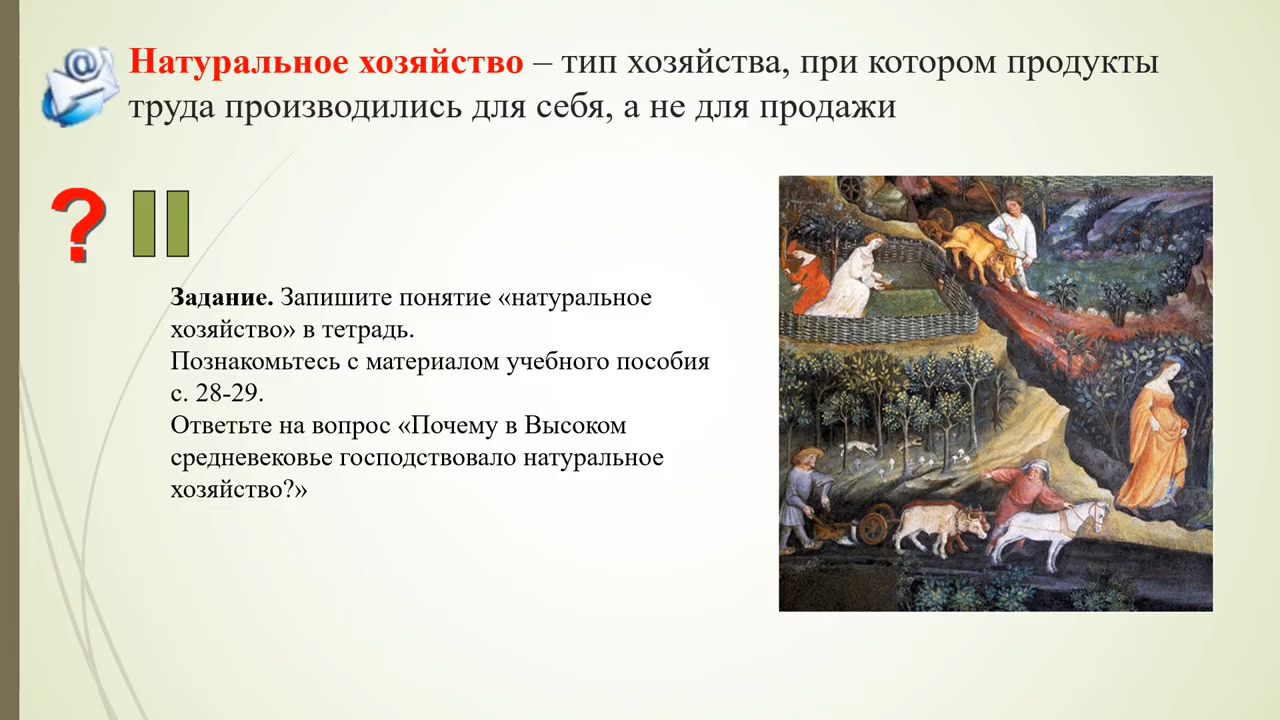 Натуральное хозяйство – тип хозяйства, при котором продукты
труда производились для себя, а не для продажи
@
?
Задание. Запишите понятие «натуральное
хозяйство» в тетрадь.
Познакомьтесь с материалом учебного пособия
с. 28-29.
Ответьте на вопрос «Почему в Высоком
средневековье господствовало натуральное
хозяйство?»